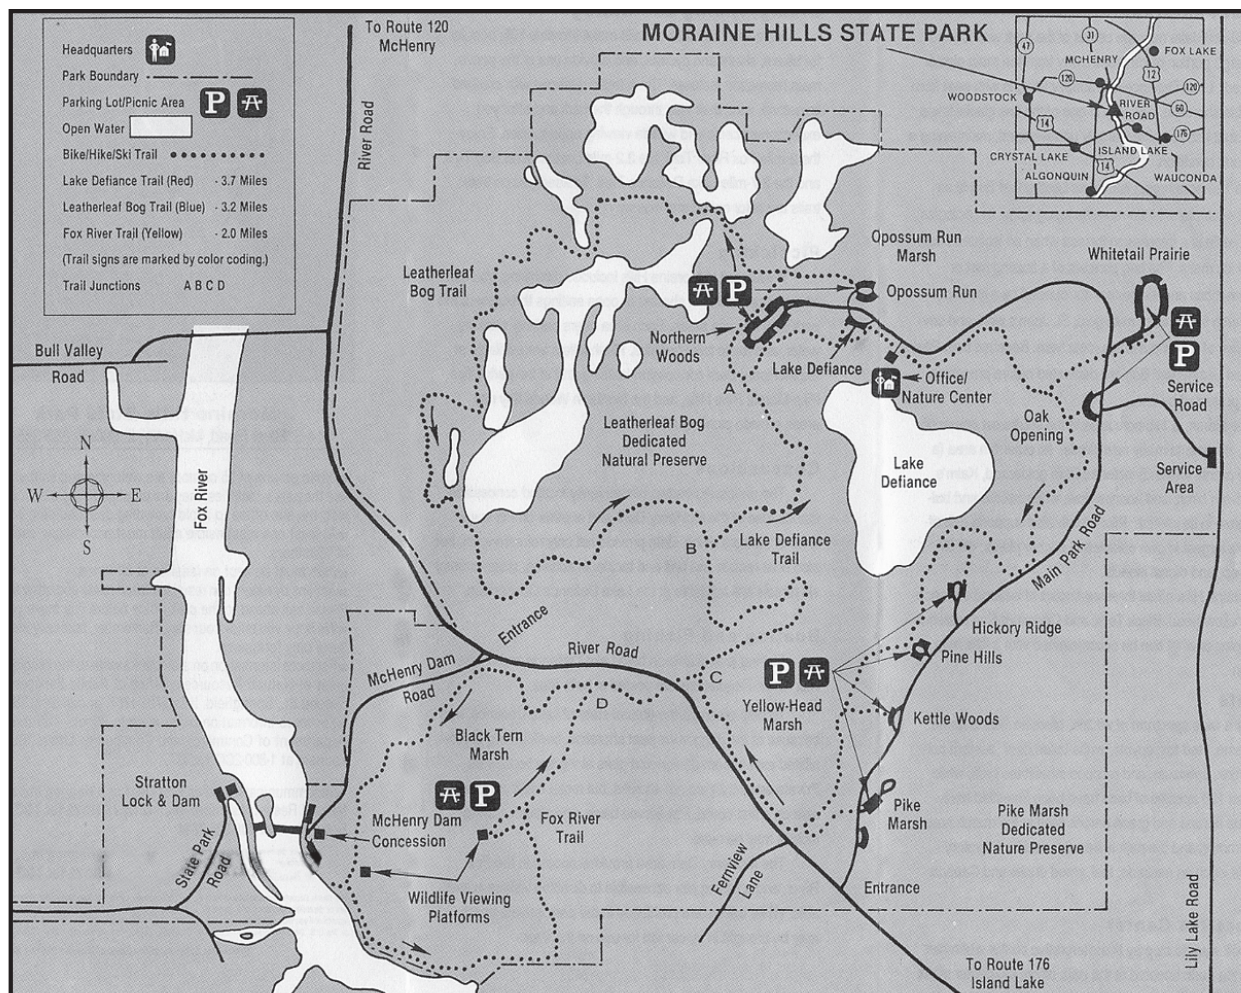 MORAINE HILLS STATE PARK
Headquarters
Park Boundary
Parking Lot/Picnic Area
P
Open Water
Bike/Hike/Ski Trail
Lake Defiance Trail (Red) - 3.7 Miles
Leatherleaf Bog Trail (Blue) - 3.2 Miles
Fox River Trail (Yellow) - 2.0 Miles
(Trail signs are marked by color coding.)
Trail Junctions A B C D
To Route 120
McHenry
River Road
47
31
FOX LAKE
MCHENRY
12
120
120
WOODSTOCK
RIVER
ROAD
60
14
176
ISLAND LAKE
CRYSTAL LAKE
14
WAUCONDA
ALGONQUIN
Opossum Run
Marsh
Whitetail Prairie
Leatherleaf
Bog Trail
P
Opossum Run
Northern
Woods
Lake Defiance
A
Office/
Nature Center
P
Service
Road
Bull Valley
Road
Oak
Opening
Leatherleaf Bog
Dedicated
Natural Preserve
Lake
Defiance
Service
Area
N
W
E
S
Fox River
B
Lake Defiance
Trail
Main Park Road
Entrance
Hickory Ridge
River Road
Pine Hills
McHenry Dam
Road
C
P
D
Yellow-Head
Marsh
Kettle Woods
Black Tern
Marsh
Stratton
Lock & Dam
P
McHenry Dam
Concession
Fox River
Trail
Pike
Marsh
Pike Marsh
Dedicated
Nature Preserve
State Park
Road
Wildlife Viewing
Platforms
Fernview
Lane
Entrance
Lily Lake Road
To Route 176
Island Lake